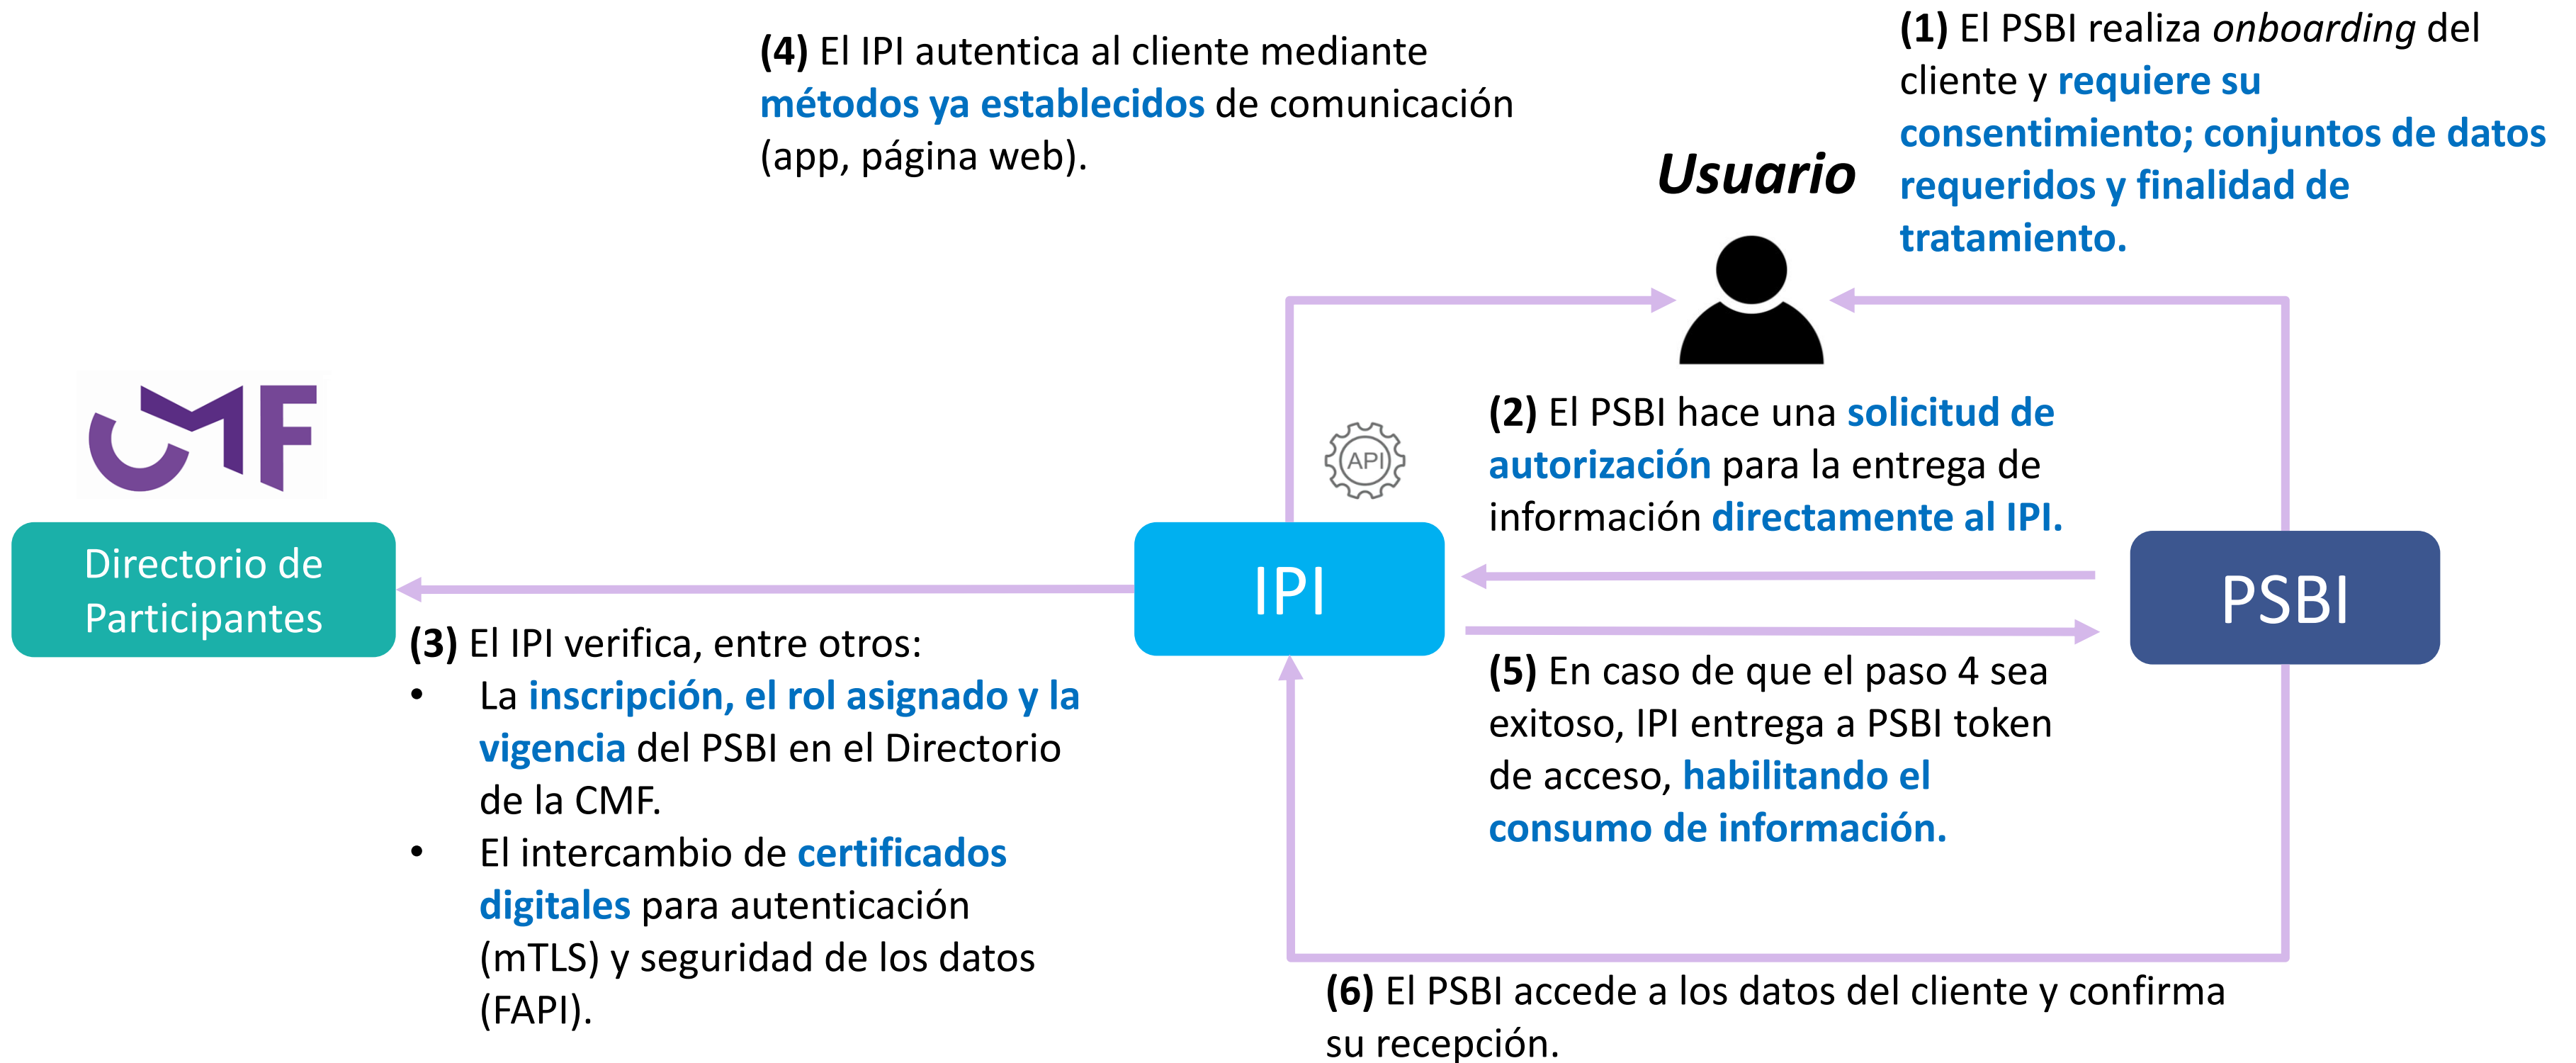 (4) El IPI autentica al cliente mediante
métodos ya establecidos de comunicación
(app, página web).
(1) El PSBI realiza onboarding del
cliente y requiere su
consentimiento; conjuntos de datos
requeridos y finalidad de
tratamiento.
Usuario
CMF
Directorio de
Participantes
API
(2) El PSBI hace una solicitud de
autorización para la entrega de
información directamente al IPI.
IPI
PSBI
(3) El IPI verifica, entre otros:
• La inscripción, el rol asignado y la
vigencia del PSBI en el Directorio
de la CMF.
• El intercambio de certificados
digitales para autenticación
(mTLS) y seguridad de los datos
(FAPI).
(5) En caso de que el paso 4 sea
exitoso, IPI entrega a PSBI token
de acceso, habilitando el
consumo de información.
(6) El PSBI accede a los datos del cliente y confirma
su recepción.